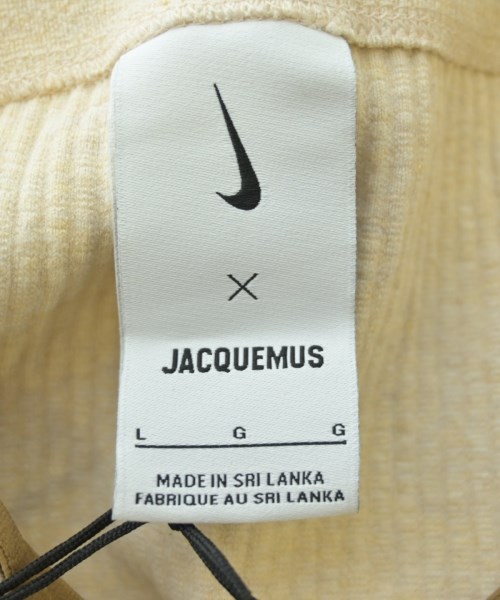 ×
JACQUEMUS
L G G
MADE IN SRI LANKA
FABRIQUE AU SRI LANKA